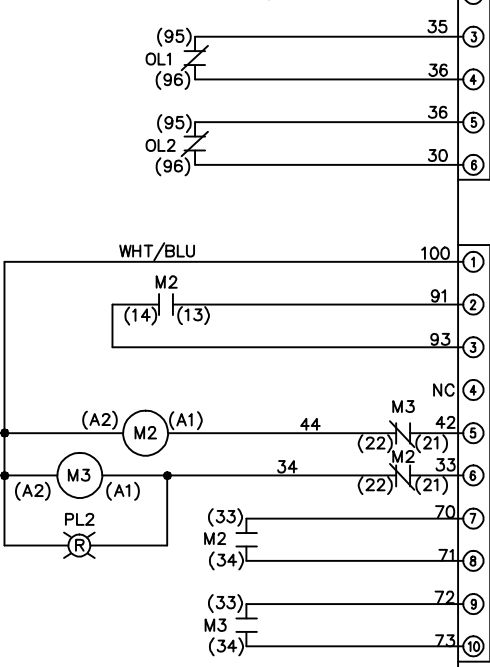 (95) 35 3
OL1
(96) 36 4
(95) 36 5
OL2
(96) 30 6
WHT/BLU 100 1
M2 91 2
(14) (13)
93 3
NC 4
(A2) M2 (A1) 44 M3 42 5
(22) (21)
M3 34 M2 33 6
(A2) (A1) (22) (21)
PL2
R
(33) 70 7
M2
(34) 71 8
(33) 72 9
M3
(34) 73 10